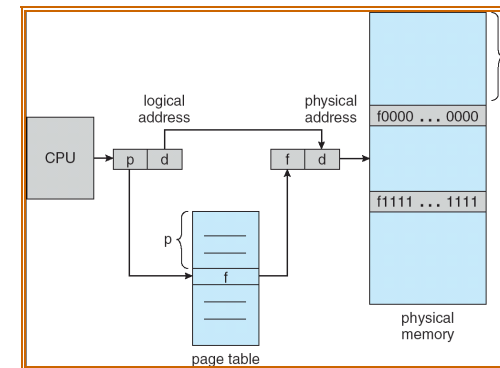 logical
address
physical
address
f0000 ... 0000
CPU
p
d
f
d
f1111 ... 1111
p
f
physical
memory
page table